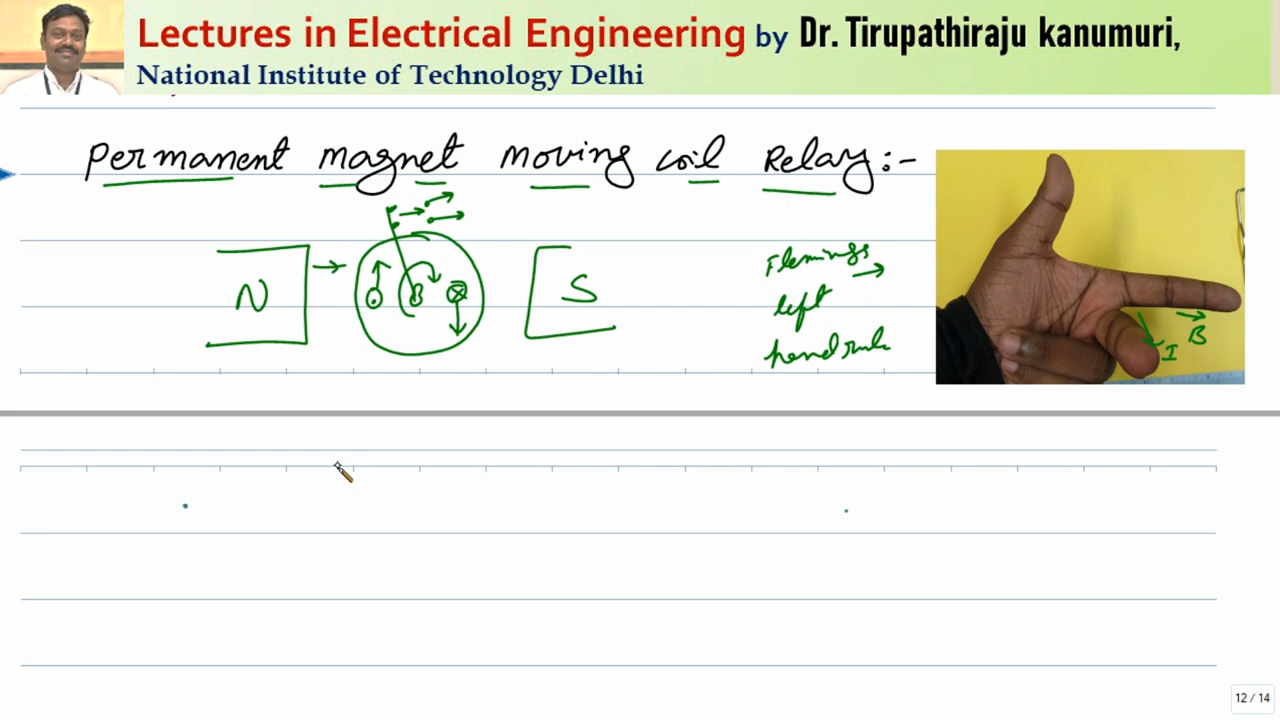 Lectures in Electrical Engineering by Dr. Tirupathiraju kanumuri,
National Institute of Technology Delhi
Permanent magnet moving coil Relay:-
N
S
Flemings
left
hand rule
B
I
12 / 14